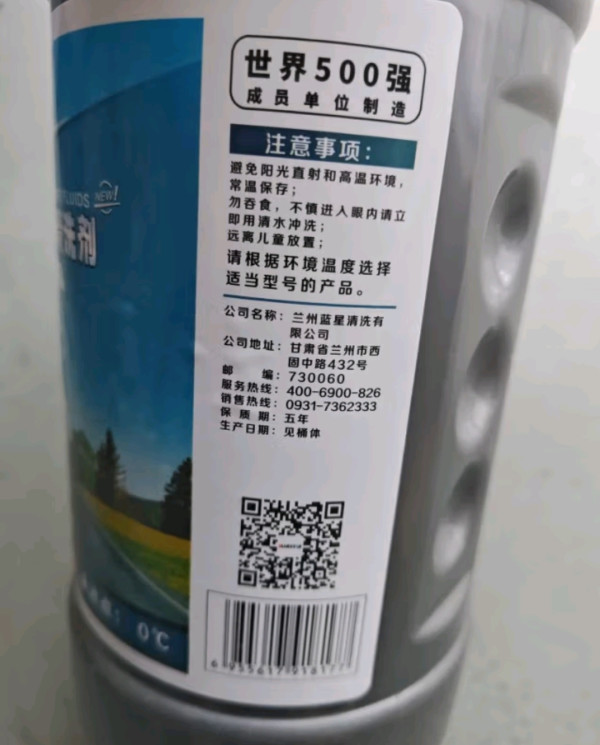 世界500强
成员单位制造
注意事项：
避免阳光直射和高温环境，
常温保存；
勿吞食，不慎进入眼内请立
即用清水冲洗；
远离儿童放置；
请根据环境温度选择
适当型号的产品。
公司名称：兰州蓝星清洗有
限公司
公司地址：甘肃省兰州市西
固中路432号
邮 编：730060
服务热线：400-6900-826
销售热线：0931-7362333
保 质 期：五年
生产日期：见桶体
FLUIDS NEW!
洗剂
0℃